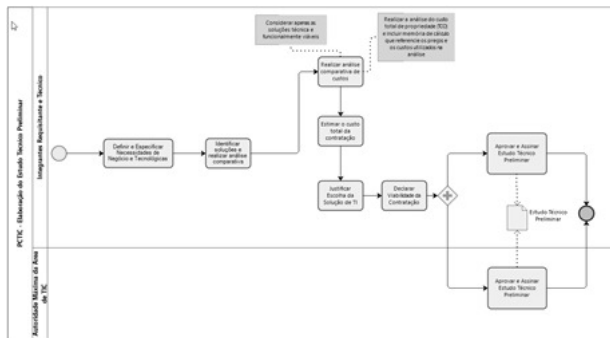 PCTIC - Elaboração do Estudo Técnico Preliminar
Integrantes Requisitante e Técnico
Considerar apenas as
soluções técnica e
funcionalmente viáveis
Realizar a análise do custo
total de propriedade (TCO)
e incluir memória de cálculo
que referencie os preços e
os custos utilizados na
análise
Realizar análise
comparativa de
custos
Definir e Especificar
Necessidades de
Negócio e Tecnológicas
Identificar
soluções e
realizar análise
comparativa
Estimar o custo
total da
contratação
Justificar
Escolha da
Solução de TI
Declarar
Viabilidade da
Contratação
Aprovar e Assinar
Estudo Técnico
Preliminar
Estudo Técnico
Preliminar
Autoridade Máxima da Área
de TIC
Aprovar e Assinar
Estudo Técnico
Preliminar